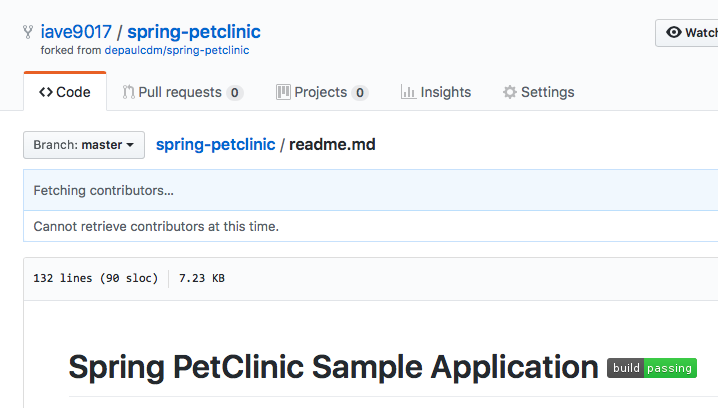 iave9017 / spring-petclinic
Watch
forked from depaulcdm/spring-petclinic
<> Code Pull requests 0 Projects 0 Insights Settings
Branch: master spring-petclinic / readme.md
Fetching contributors...
Cannot retrieve contributors at this time.
132 lines (90 sloc) 7.23 KB
Spring PetClinic Sample Application build passing